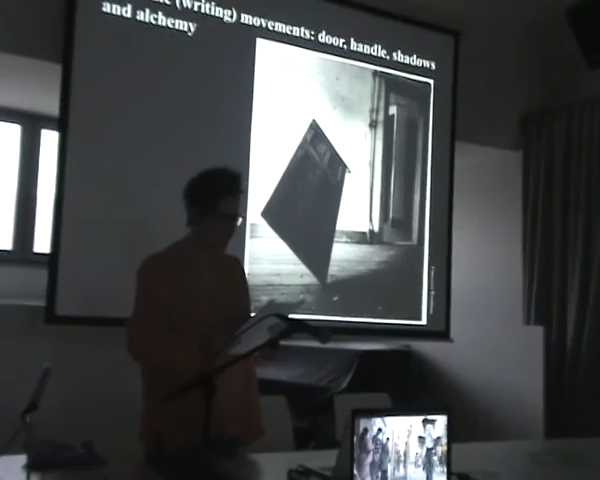 (writing) movements: door, handle, shadows
and alchemy